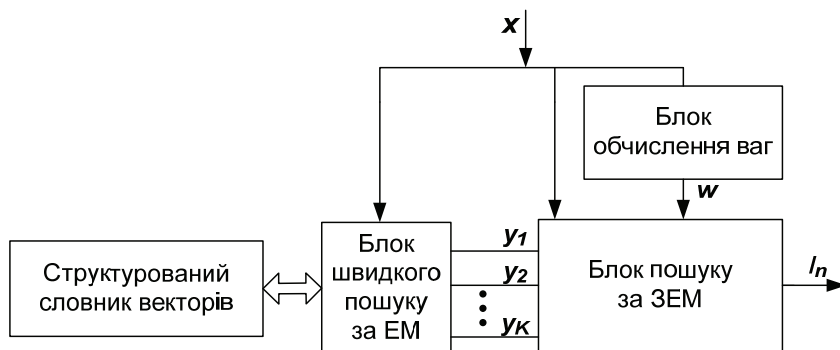 x
Блок
обчислення ваг
w
Структурований
словник векторів
Блок
швидкого
пошуку
за ЕМ
y1
y2
yK
Блок пошуку
за ЗЕМ
In